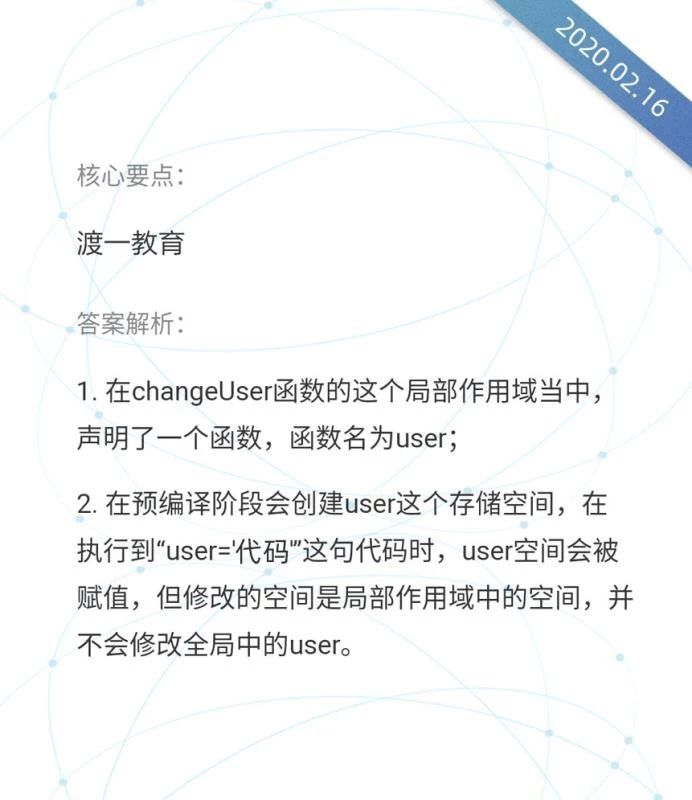 2020.02.16
核心要点：
渡一教育
答案解析：
1. 在changeUser函数的这个局部作用域当中，
声明了一个函数，函数名为user；
2. 在预编译阶段会创建user这个存储空间，在
执行到“user='代码'”这句代码时，user空间会被
赋值，但修改的空间是局部作用域中的空间，并
不会修改全局中的user。